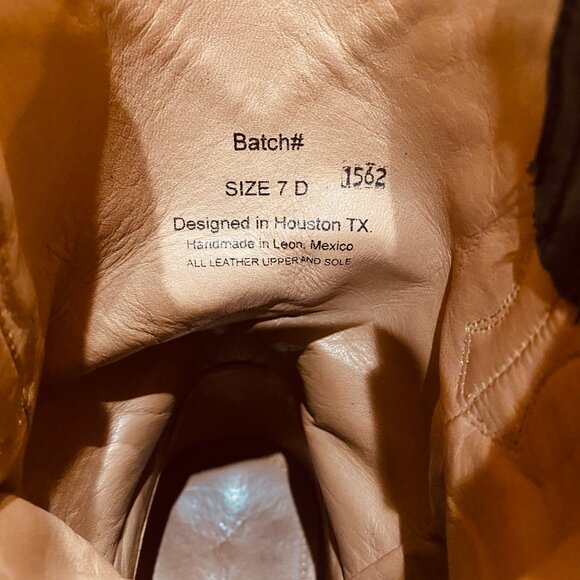 Batch#
SIZE 7 D 1562
Designed in Houston TX.
Handmade in Leon, Mexico
ALL LEATHER UPPER AND SOLE